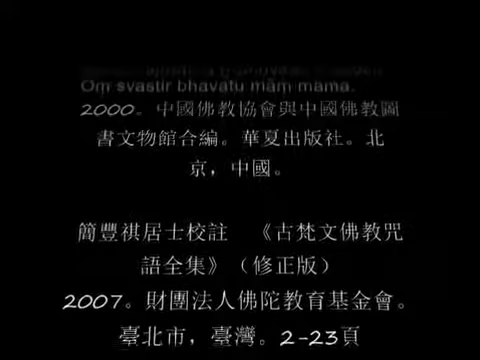 Oṃ svastir bhavatu māṃ mama.
2000。中國佛教協會與中國佛教圖
書文物館合編。華夏出版社。北
京，中國。
簡豐祺居士校註　《古梵文佛教咒
語全集》（修正版）
2007。財團法人佛陀教育基金會。
臺北市，臺灣。2-23頁